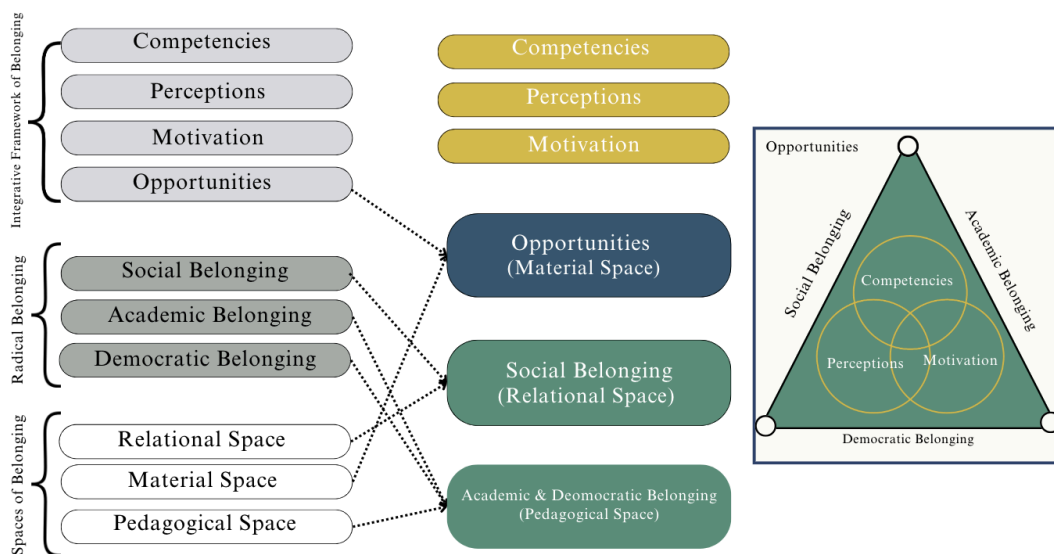 Integrative Framework of Belonging
Competencies
Perceptions
Motivation
Opportunities
Radical Belonging
Social Belonging
Academic Belonging
Democratic Belonging
Spaces of Belonging
Relational Space
Material Space
Pedagogical Space
Competencies
Perceptions
Motivation
Opportunities
(Material Space)
Social Belonging
(Relational Space)
Academic & Deomocratic Belonging
(Pedagogical Space)
Opportunities
Social Belonging
Academic Belonging
Competencies
Perceptions
Motivation
Democratic Belonging